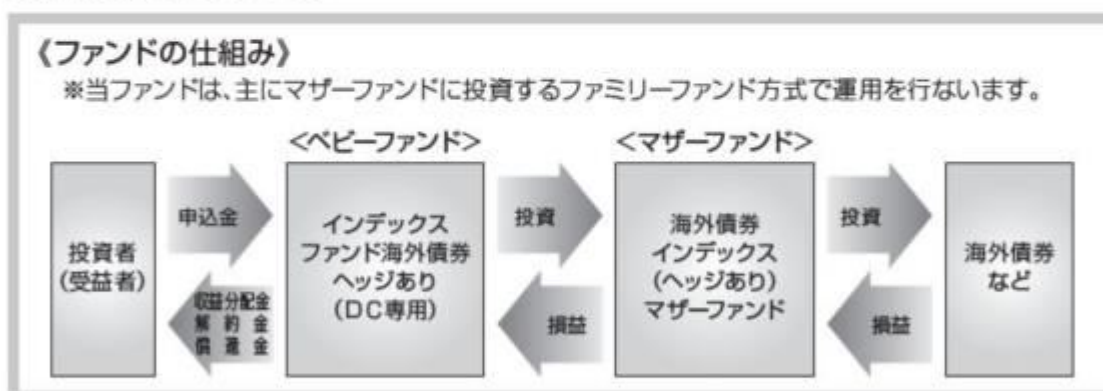 《ファンドの仕組み》
※当ファンドは、主にマザーファンドに投資するファミリーファンド方式で運用を行ないます。
<ベビーファンド>
<マザーファンド>
投資者
(受益者)
申込金
収益分配金
解約金
償還金
インデックス
ファンド海外債券
ヘッジあり
(DC専用)
投資
損益
海外債券
インデックス
(ヘッジあり)
マザーファンド
投資
損益
海外債券
など